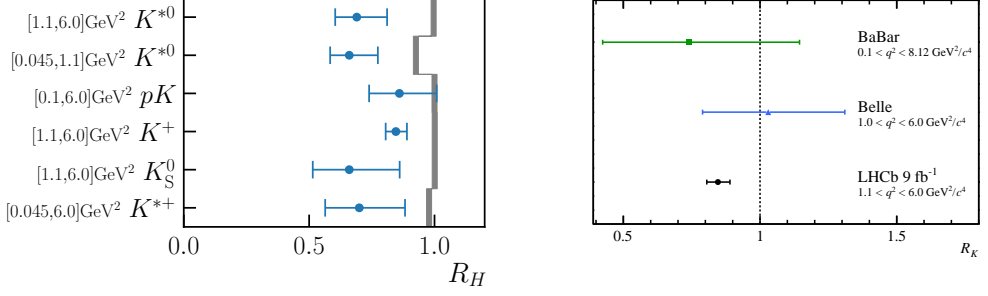 [1.1,6.0]GeV² K*⁰
[0.045,1.1]GeV² K*⁰
[0.1,6.0]GeV² pK
[1.1,6.0]GeV² K⁺
[1.1,6.0]GeV² K⁰S
[0.045,6.0]GeV² K*⁺
0.0 0.5 1.0
R_H
BaBar
0.1 < q² < 8.12 GeV²/c⁴
Belle
1.0 < q² < 6.0 GeV²/c⁴
LHCb 9 fb⁻¹
1.1 < q² < 6.0 GeV²/c⁴
0.5 1 1.5
R_K